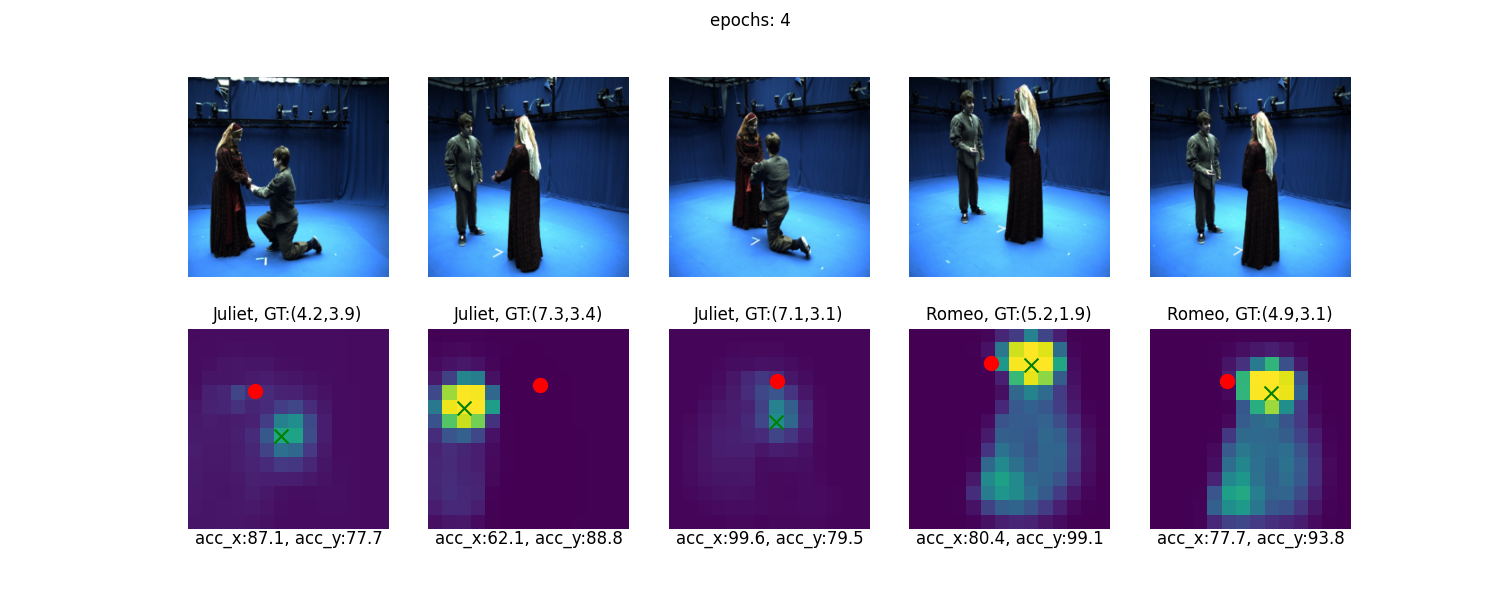 epochs: 4
Juliet, GT:(4.2,3.9)
Juliet, GT:(7.3,3.4)
Juliet, GT:(7.1,3.1)
Romeo, GT:(5.2,1.9)
Romeo, GT:(4.9,3.1)
acc_x:87.1, acc_y:77.7
acc_x:62.1, acc_y:88.8
acc_x:99.6, acc_y:79.5
acc_x:80.4, acc_y:99.1
acc_x:77.7, acc_y:93.8